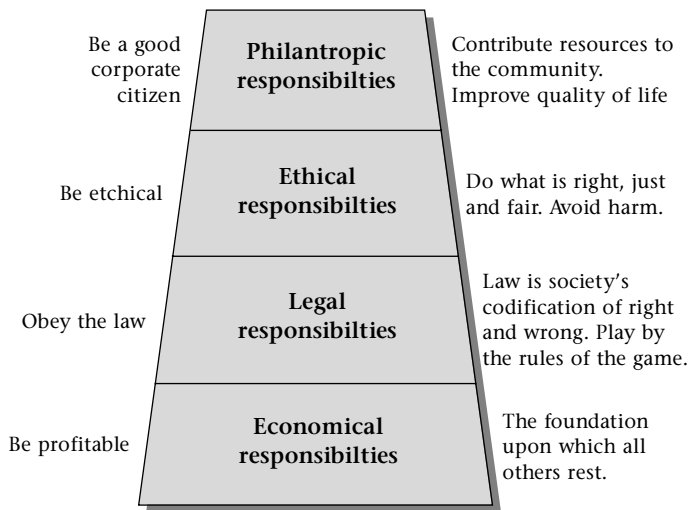 Be a good
corporate
citizen
Philantropic
responsibilties
Contribute resources to
the community.
Improve quality of life
Be etchical
Ethical
responsibilties
Do what is right, just
and fair. Avoid harm.
Obey the law
Legal
responsibilties
Law is society’s
codification of right
and wrong. Play by
the rules of the game.
Be profitable
Economical
responsibilties
The foundation
upon which all
others rest.